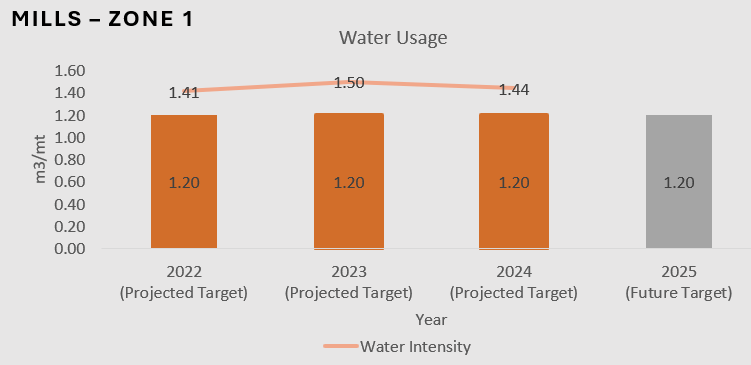 MILLS – ZONE 1
Water Usage
1.60
1.40
1.20
1.00
0.80
0.60
0.40
0.20
0.00
m3/mt
1.41
1.50
1.44
1.20
1.20
1.20
1.20
2022
(Projected Target)
2023
(Projected Target)
2024
(Projected Target)
2025
(Future Target)
Year
Water Intensity